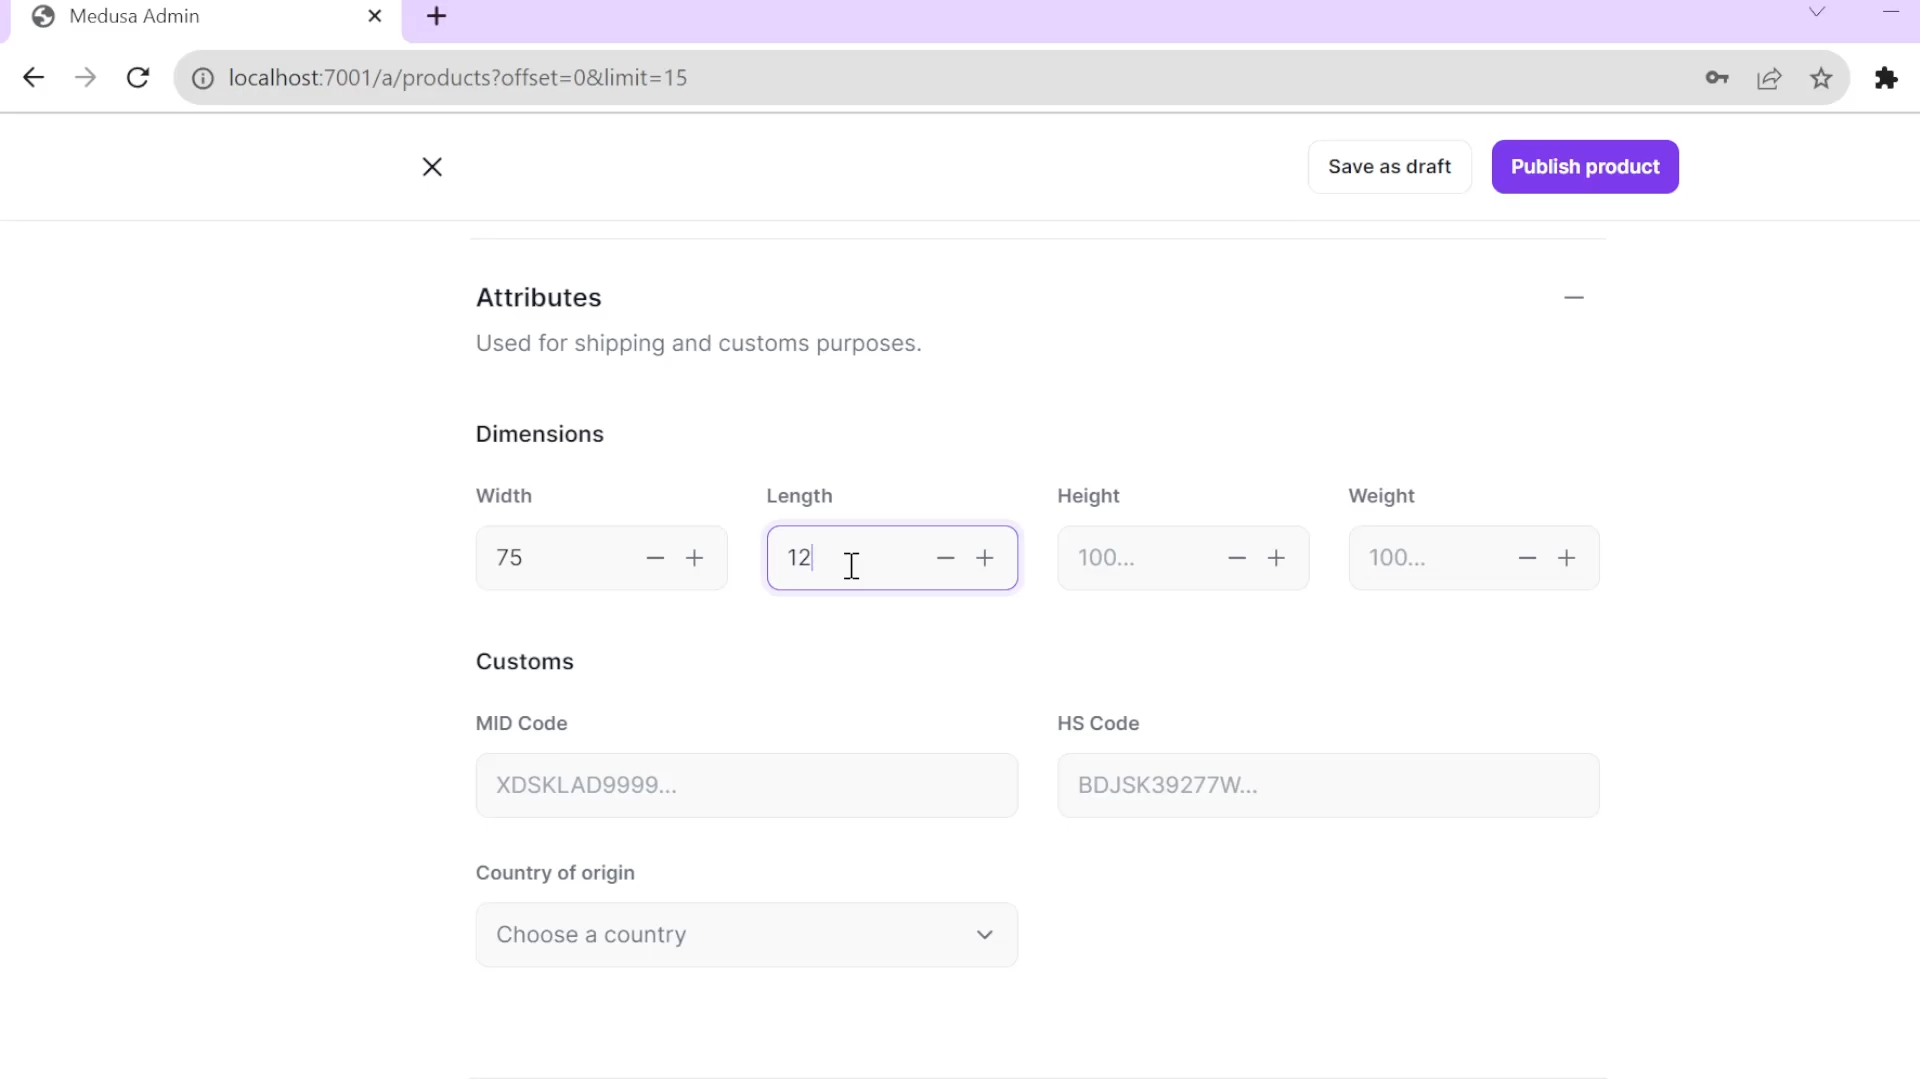 Medusa Admin
localhost:7001/a/products?offset=0&limit=15
Save as draft
Publish product
Attributes
Used for shipping and customs purposes.
Dimensions
Width
Length
Height
Weight
75
12
100...
100...
Customs
MID Code
HS Code
XDSKLAD9999...
BDJSK39277W...
Country of origin
Choose a country